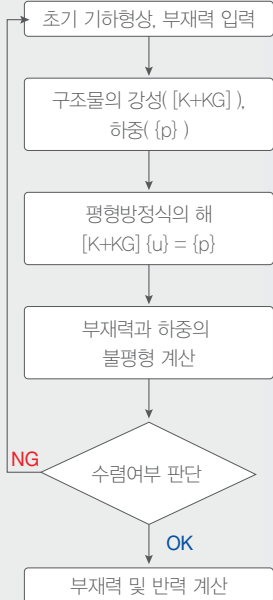 초기 기하형상, 부재력 입력
구조물의 강성( [K+KG] ),
하중( {p} )
평형방정식의 해
[K+KG] {u} = {p}
부재력과 하중의
불평형 계산
수렴여부 판단
NG
OK
부재력 및 반력 계산